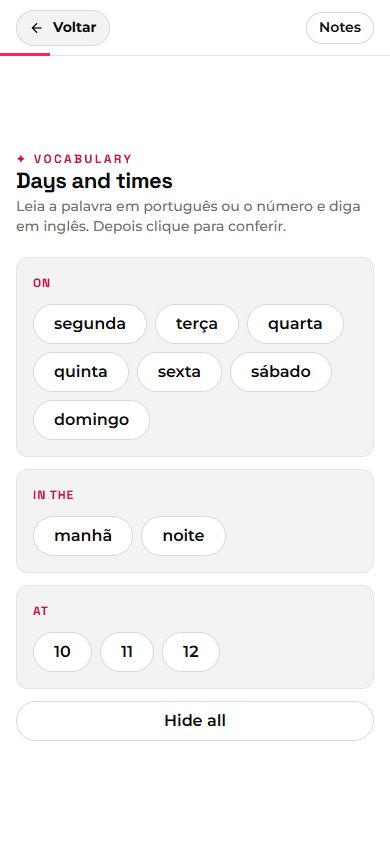 ← Voltar
Notes
✦ VOCABULARY
Days and times
Leia a palavra em português ou o número e diga
em inglês. Depois clique para conferir.
ON
segunda terça quarta
quinta sexta sábado
domingo
IN THE
manhã noite
AT
10 11 12
Hide all